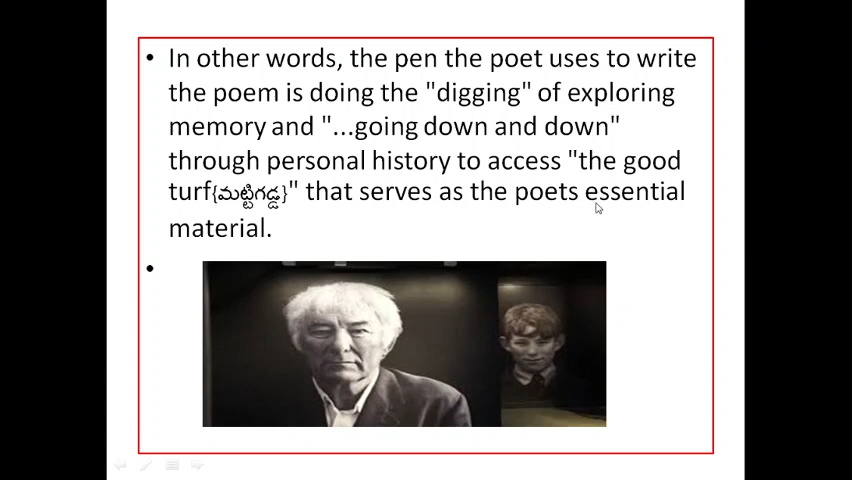 • In other words, the pen the poet uses to write
the poem is doing the "digging" of exploring
memory and "...going down and down"
through personal history to access "the good
turf{మట్టిగడ్డ}" that serves as the poets essential
material.
•